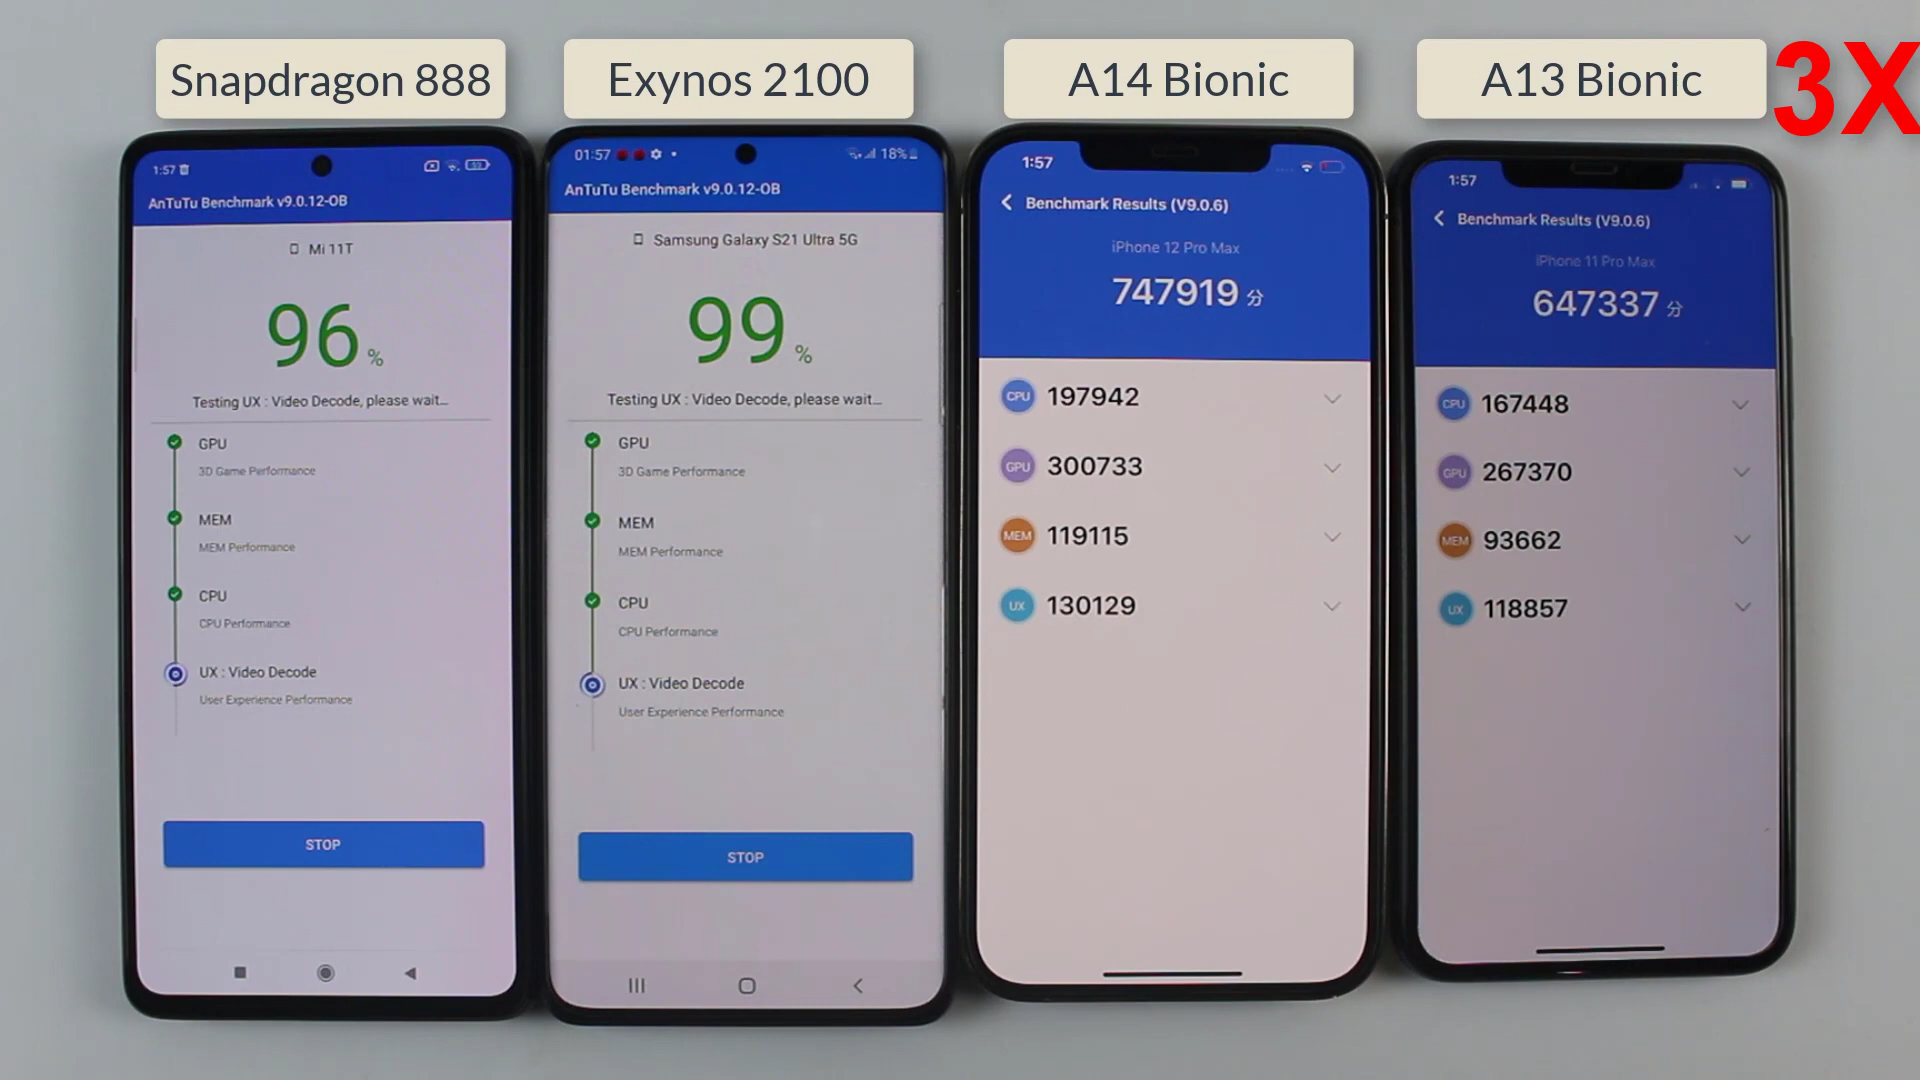 Snapdragon 888
Exynos 2100
A14 Bionic
A13 Bionic
3X
1:57
53
AnTuTu Benchmark v9.0.12-OB
Mi 11T
96 %
Testing UX : Video Decode, please wait...
GPU
3D Game Performance
MEM
MEM Performance
CPU
CPU Performance
UX : Video Decode
User Experience Performance
STOP
01:57
18%
AnTuTu Benchmark v9.0.12-OB
Samsung Galaxy S21 Ultra 5G
99 %
Testing UX : Video Decode, please wait...
GPU
3D Game Performance
MEM
MEM Performance
CPU
CPU Performance
UX : Video Decode
User Experience Performance
STOP
1:57
Benchmark Results (V9.0.6)
iPhone 12 Pro Max
747919 分
CPU 197942
GPU 300733
MEM 119115
UX 130129
1:57
Benchmark Results (V9.0.6)
iPhone 11 Pro Max
647337 分
CPU 167448
GPU 267370
MEM 93662
UX 118857